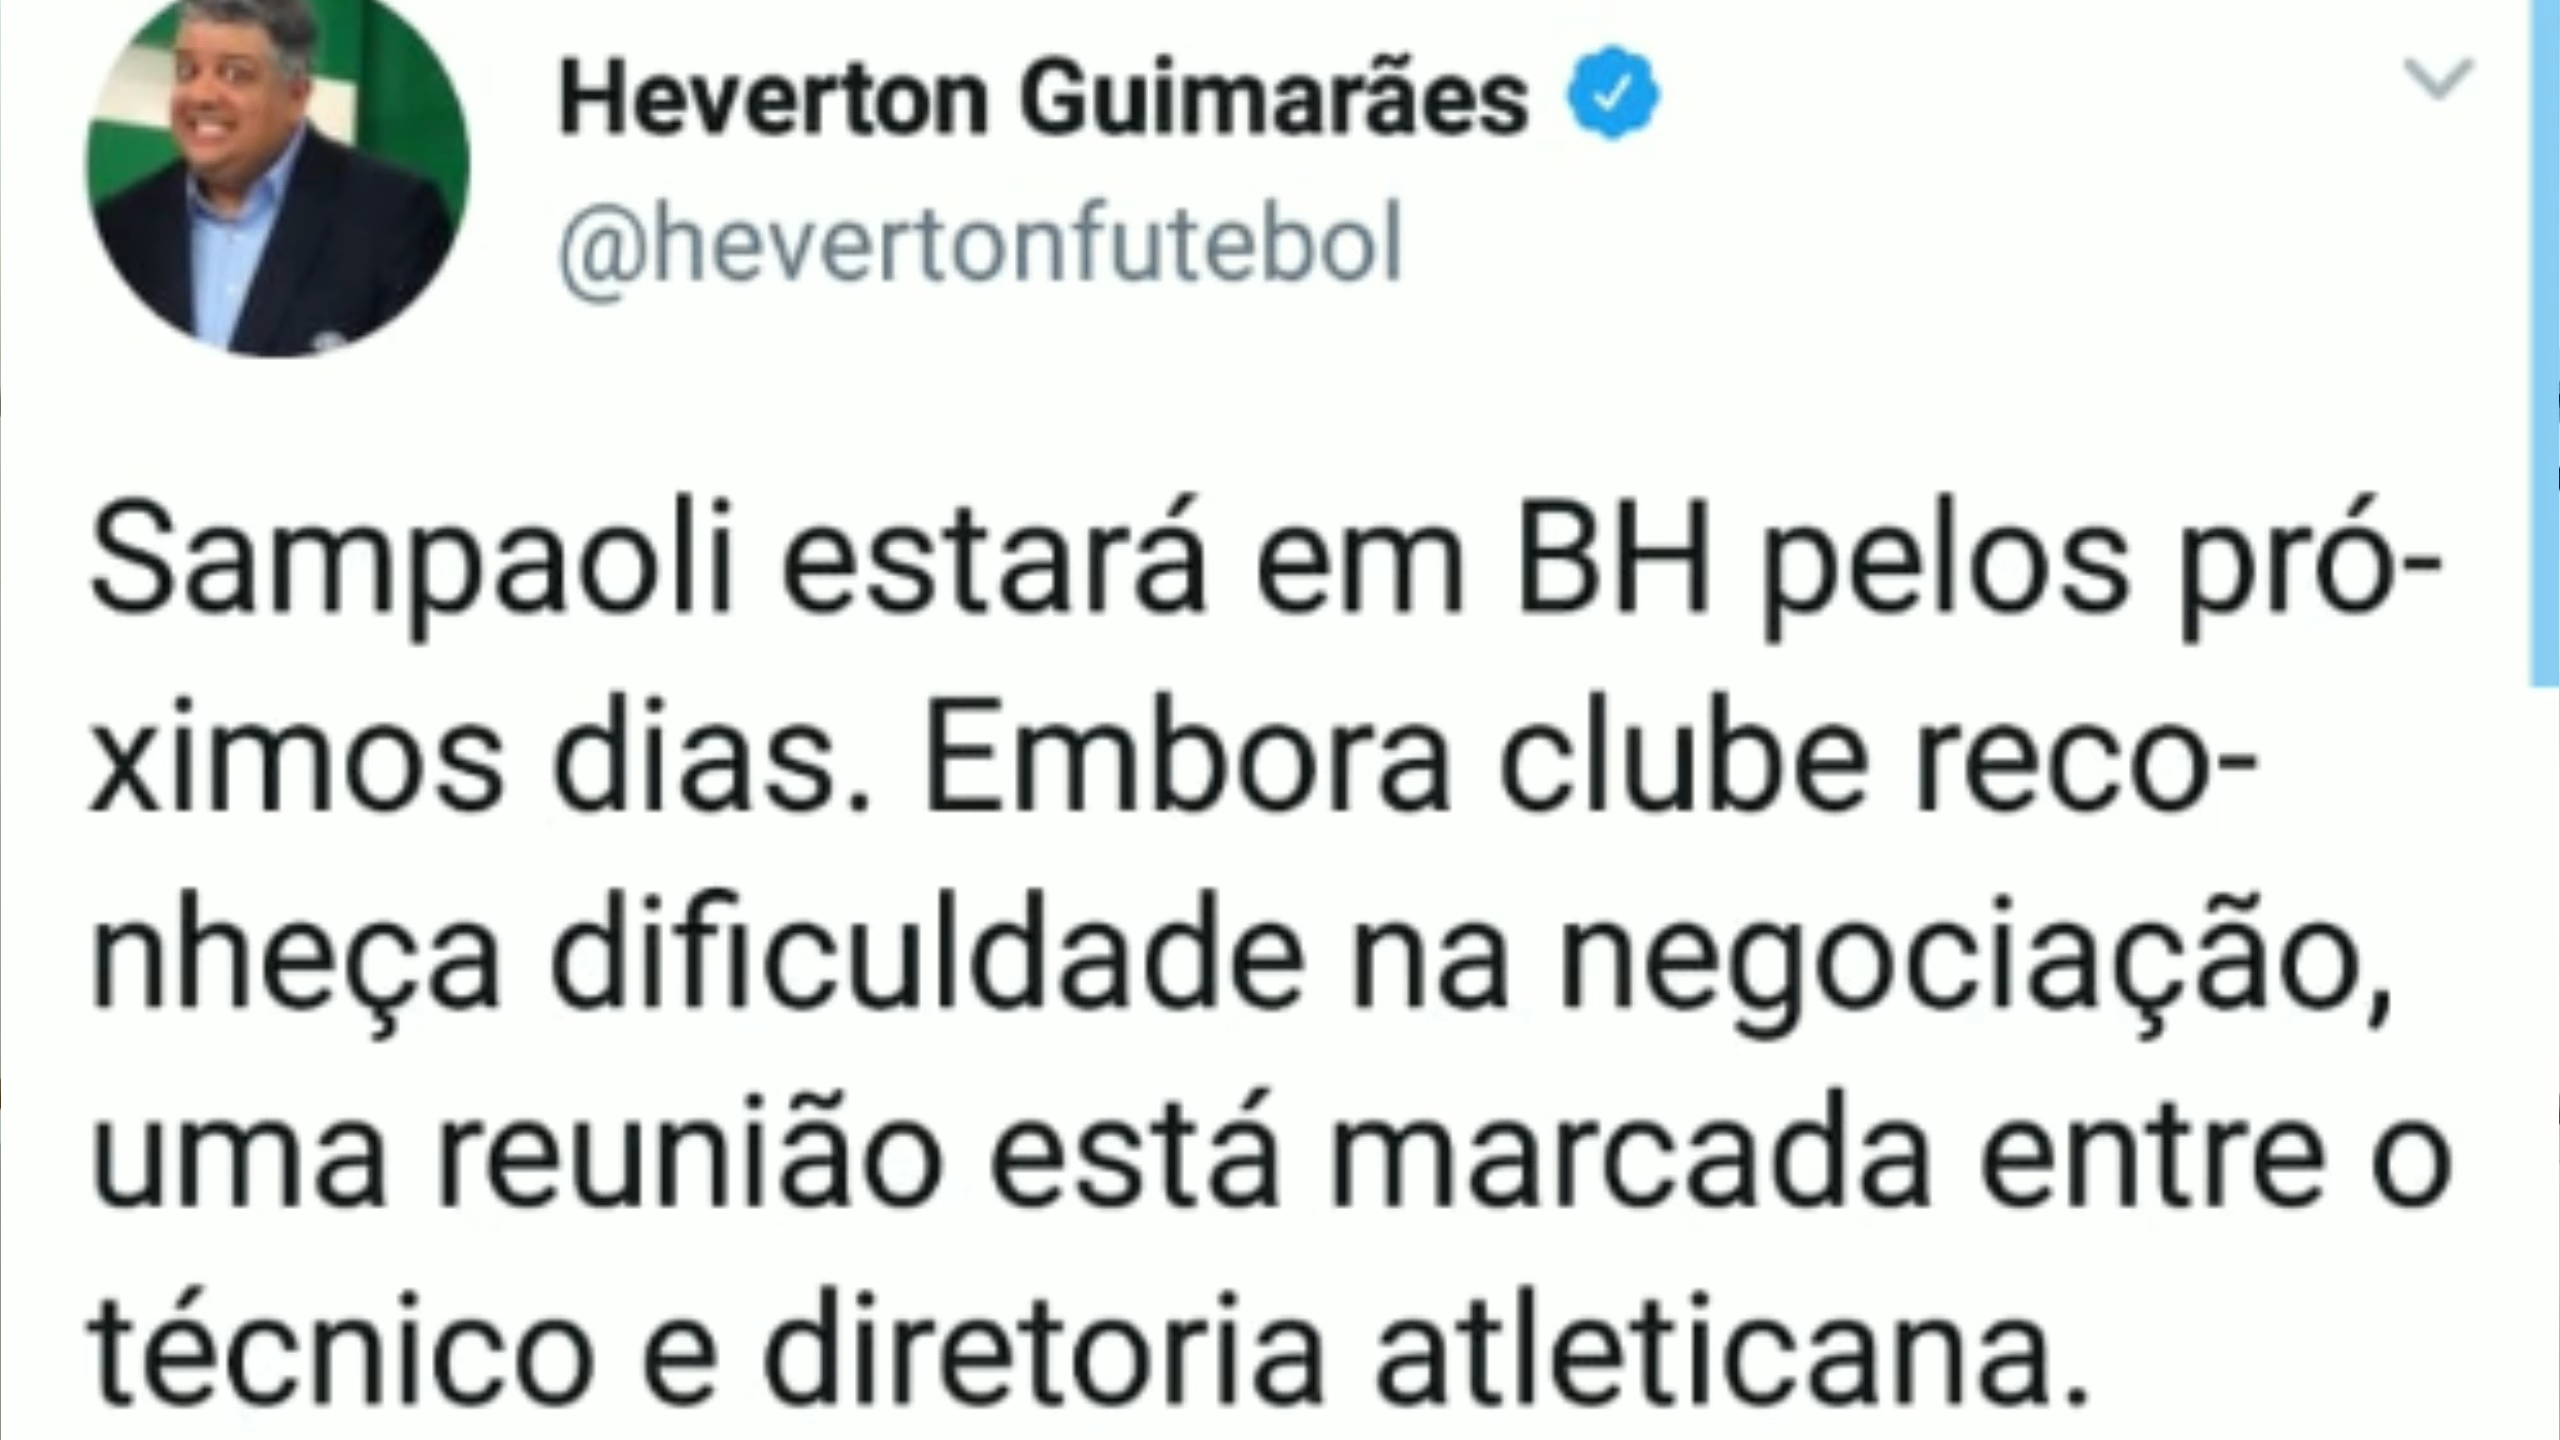 Heverton Guimarães
@hevertonfutebol
Sampaoli estará em BH pelos pró-
ximos dias. Embora clube reco-
nheça dificuldade na negociação,
uma reunião está marcada entre o
técnico e diretoria atleticana.